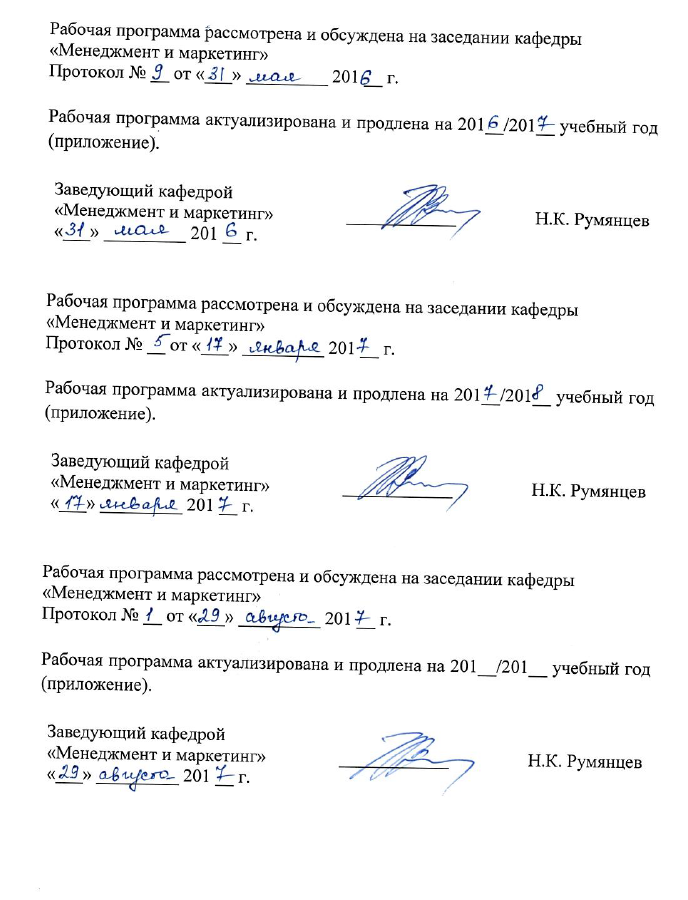 Рабочая программа рассмотрена и обсуждена на заседании кафедры
«Менеджмент и маркетинг»
Протокол № 9 от «31» мая 2016 г.
Рабочая программа актуализирована и продлена на 2016/2017 учебный год
(приложение).
Заведующий кафедрой
«Менеджмент и маркетинг»
«31» мая 2016 г.
Н.К. Румянцев
Рабочая программа рассмотрена и обсуждена на заседании кафедры
«Менеджмент и маркетинг»
Протокол № 5 от «17» января 2017 г.
Рабочая программа актуализирована и продлена на 2017/2018 учебный год
(приложение).
Заведующий кафедрой
«Менеджмент и маркетинг»
«17» января 2017 г.
Н.К. Румянцев
Рабочая программа рассмотрена и обсуждена на заседании кафедры
«Менеджмент и маркетинг»
Протокол № 1 от «29» августа 2017 г.
Рабочая программа актуализирована и продлена на 201__/201__ учебный год
(приложение).
Заведующий кафедрой
«Менеджмент и маркетинг»
«29» августа 2017 г.
Н.К. Румянцев